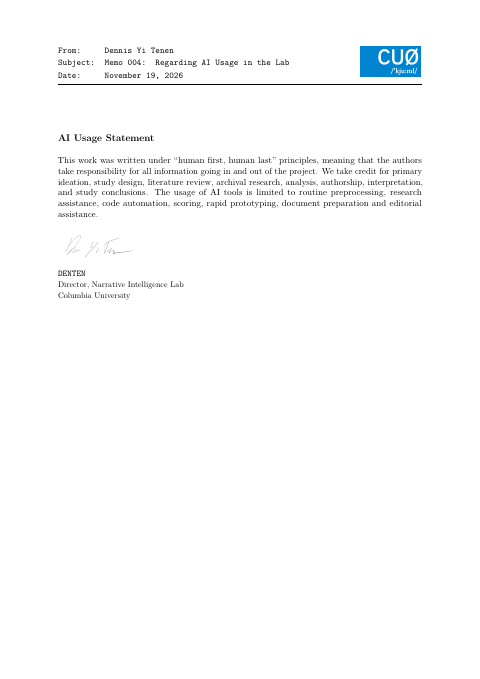 From: Dennis Yi Tenen
Subject: Memo 004: Regarding AI Usage in the Lab
Date: November 19, 2026
CUØ
/ˈkjuːmI/
AI Usage Statement
This work was written under “human first, human last” principles, meaning that the authors
take responsibility for all information going in and out of the project. We take credit for primary
ideation, study design, literature review, archival research, analysis, authorship, interpretation,
and study conclusions. The usage of AI tools is limited to routine preprocessing, research
assistance, code automation, scoring, rapid prototyping, document preparation and editorial
assistance.
D Yi Ten
DENTEN
Director, Narrative Intelligence Lab
Columbia University